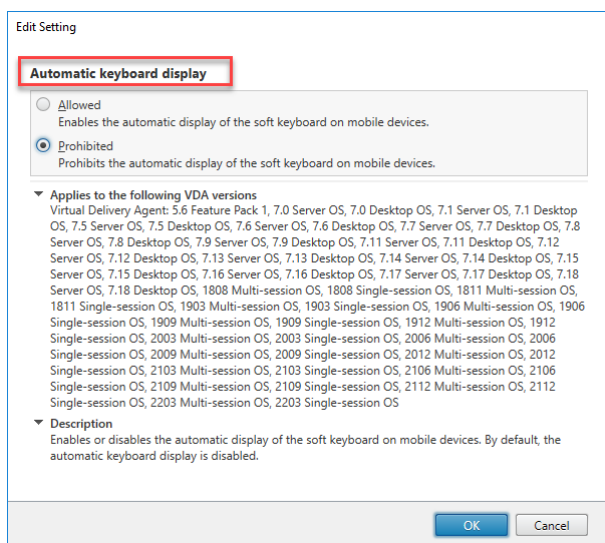 Edit Setting
Automatic keyboard display
Allowed
Enables the automatic display of the soft keyboard on mobile devices.
Prohibited
Prohibits the automatic display of the soft keyboard on mobile devices.
Applies to the following VDA versions
Virtual Delivery Agent: 5.6 Feature Pack 1, 7.0 Server OS, 7.0 Desktop OS, 7.1 Server OS, 7.1 Desktop
OS, 7.5 Server OS, 7.5 Desktop OS, 7.6 Server OS, 7.6 Desktop OS, 7.7 Server OS, 7.7 Desktop OS, 7.8
Server OS, 7.8 Desktop OS, 7.9 Server OS, 7.9 Desktop OS, 7.11 Server OS, 7.11 Desktop OS, 7.12
Server OS, 7.12 Desktop OS, 7.13 Server OS, 7.13 Desktop OS, 7.14 Server OS, 7.14 Desktop OS, 7.15
Server OS, 7.15 Desktop OS, 7.16 Server OS, 7.16 Desktop OS, 7.17 Server OS, 7.17 Desktop OS, 7.18
Server OS, 7.18 Desktop OS, 1808 Multi-session OS, 1808 Single-session OS, 1811 Multi-session OS,
1811 Single-session OS, 1903 Multi-session OS, 1903 Single-session OS, 1906 Multi-session OS, 1906
Single-session OS, 1909 Multi-session OS, 1909 Single-session OS, 1912 Multi-session OS, 1912
Single-session OS, 2003 Multi-session OS, 2003 Single-session OS, 2006 Multi-session OS, 2006
Single-session OS, 2009 Multi-session OS, 2009 Single-session OS, 2012 Multi-session OS, 2012
Single-session OS, 2103 Multi-session OS, 2103 Single-session OS, 2106 Multi-session OS, 2106
Single-session OS, 2109 Multi-session OS, 2109 Single-session OS, 2112 Multi-session OS, 2112
Single-session OS, 2203 Multi-session OS, 2203 Single-session OS
Description
Enables or disables the automatic display of the soft keyboard on mobile devices. By default, the
automatic keyboard display is disabled.
OK Cancel